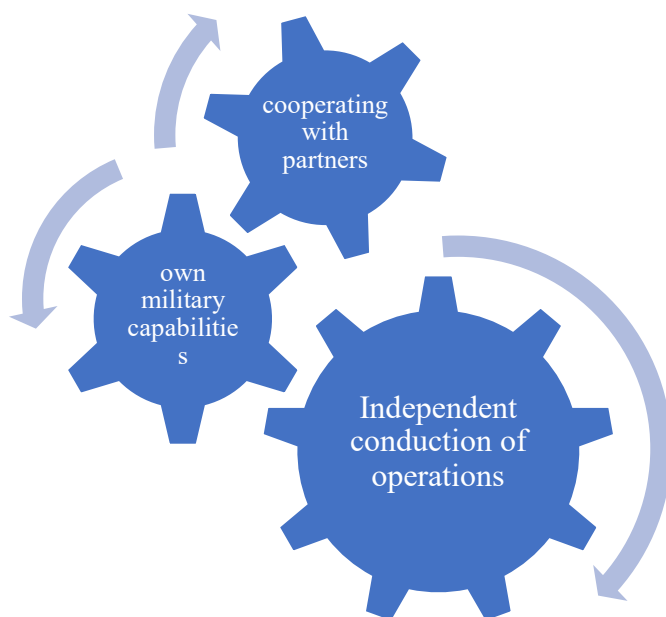 cooperating
with
partners
own
military
capabilitie
s
Independent
conduction of
operations